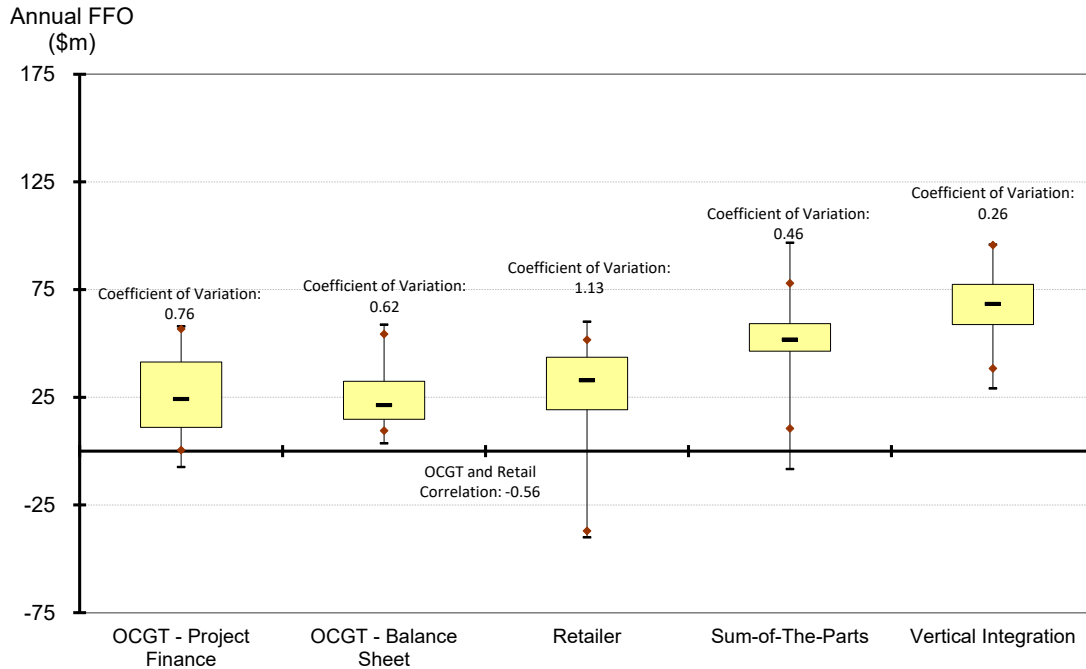 Annual FFO
($m)
175
125
75
25
-25
-75
Coefficient of Variation:
0.76
Coefficient of Variation:
0.62
Coefficient of Variation:
1.13
Coefficient of Variation:
0.46
Coefficient of Variation:
0.26
OCGT and Retail
Correlation: -0.56
OCGT - Project
Finance
OCGT - Balance
Sheet
Retailer
Sum-of-The-Parts
Vertical Integration